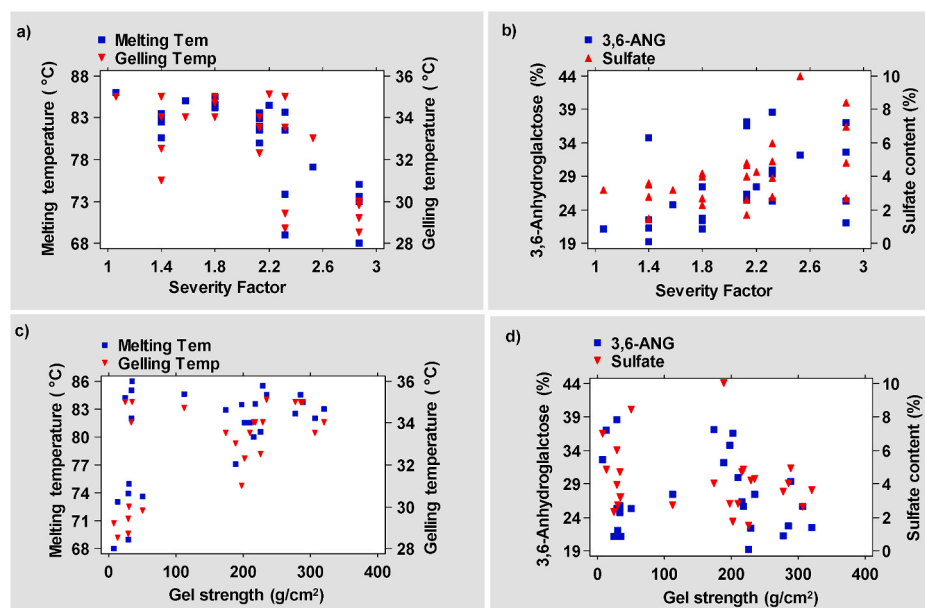 a)
Melting Tem
Gelling Temp
Melting temperature ( °C)
88
83
78
73
68
36
34
32
30
28
Gelling temperature ( °C)
1
1.4
1.8
2.2
2.6
3
Severity Factor
b)
3,6-ANG
Sulfate
3,6-Anhydroglalctose (%)
44
39
34
29
24
19
10
8
6
4
2
0
Sulfate content (%)
1
1.4
1.8
2.2
2.6
3
Severity Factor
c)
Melting Tem
Gelling Temp
Melting temperature ( °C)
86
83
80
77
74
71
68
36
34
32
30
28
Gelling temperature ( °C)
0
100
200
300
400
Gel strength (g/cm²)
d)
3,6-ANG
Sulfate
3,6-Anhydroglalctose (%)
44
39
34
29
24
19
10
8
6
4
2
0
Sulfate content (%)
0
100
200
300
400
Gel strength (g/cm²)